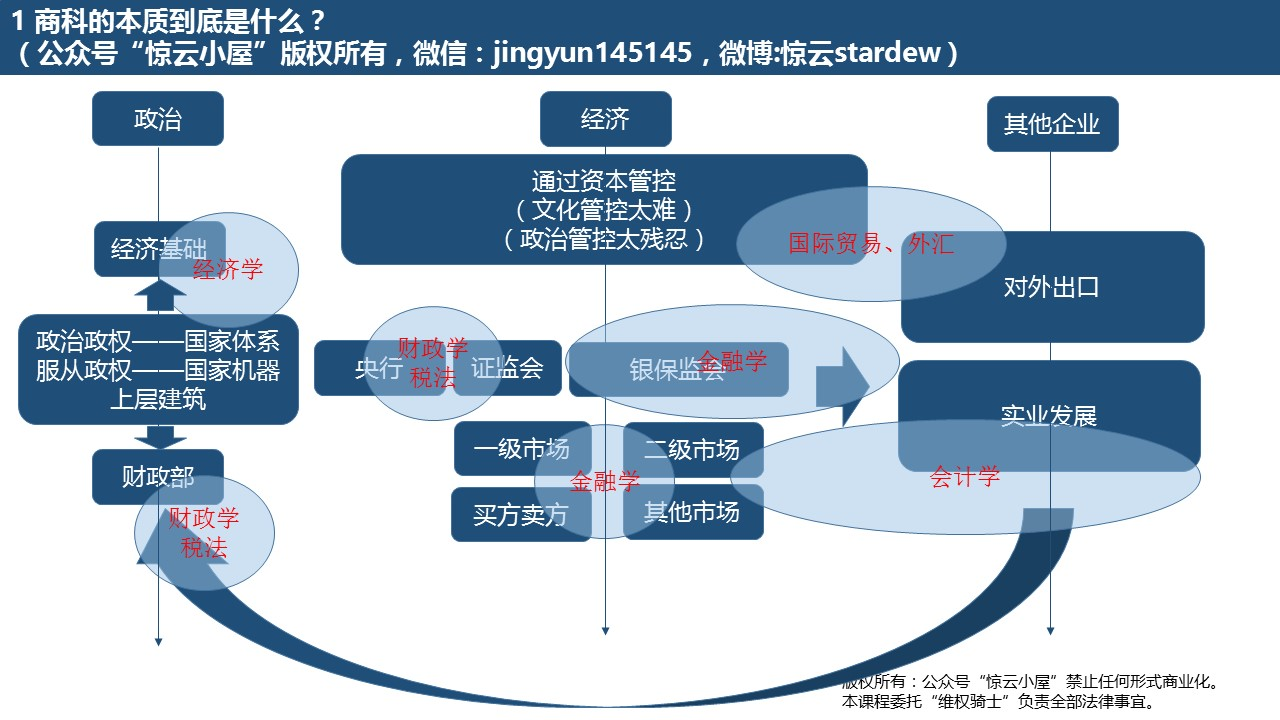 1 商科的本质到底是什么？
（公众号“惊云小屋”版权所有，微信：jingyun145145，微博:惊云stardew）
政治
经济
其他企业
通过资本管控
（文化管控太难）
（政治管控太残忍）
国际贸易、外汇
对外出口
经济基础
经济学
政治政权——国家体系
服从政权——国家机器
上层建筑
央行
财政学
税法
证监会
银保监会
金融学
实业发展
一级市场
二级市场
金融学
买方卖方
其他市场
会计学
财政部
财政学
税法
版权所有：公众号“惊云小屋”禁止任何形式商业化。
本课程委托“维权骑士”负责全部法律事宜。